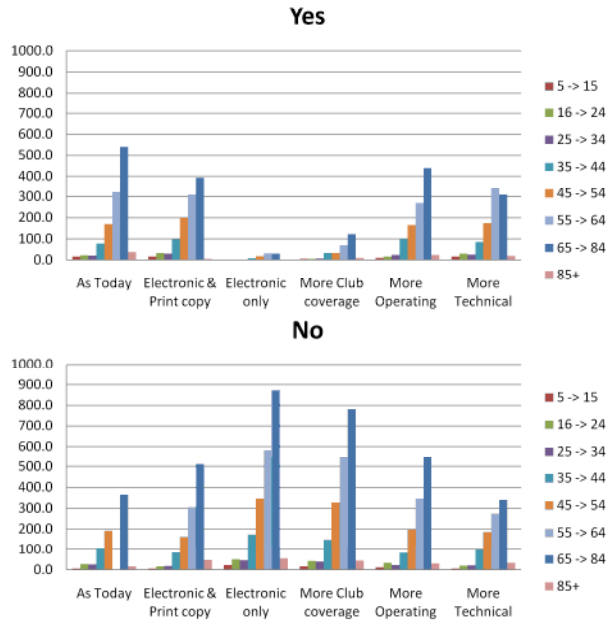 Yes
1000.0
900.0
800.0
700.0
600.0
500.0
400.0
300.0
200.0
100.0
0.0
As Today
Electronic &
Print copy
Electronic
only
More Club
coverage
More
Operating
More
Technical
5 -> 15
16 -> 24
25 -> 34
35 -> 44
45 -> 54
55 -> 64
65 -> 84
85+
No
1000.0
900.0
800.0
700.0
600.0
500.0
400.0
300.0
200.0
100.0
0.0
As Today
Electronic &
Print copy
Electronic
only
More Club
coverage
More
Operating
More
Technical
5 -> 15
16 -> 24
25 -> 34
35 -> 44
45 -> 54
55 -> 64
65 -> 84
85+